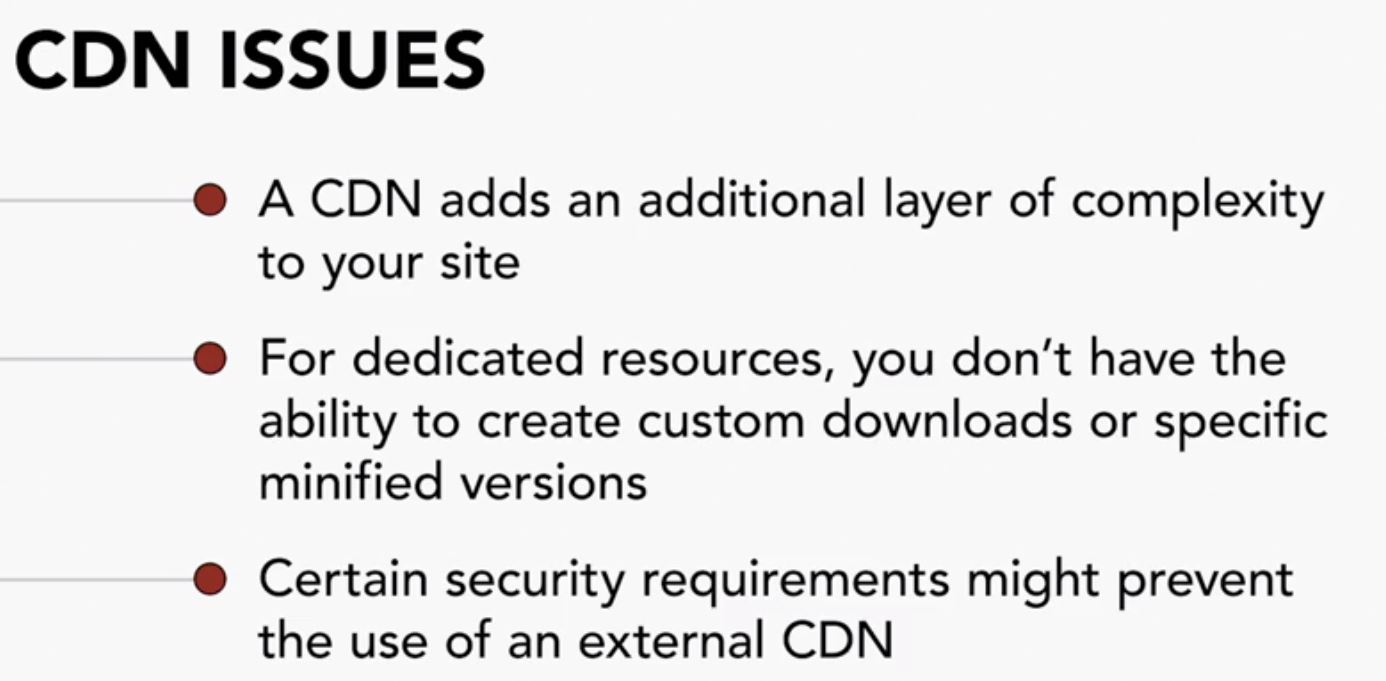 CDN ISSUES
A CDN adds an additional layer of complexity
to your site
For dedicated resources, you don’t have the
ability to create custom downloads or specific
minified versions
Certain security requirements might prevent
the use of an external CDN